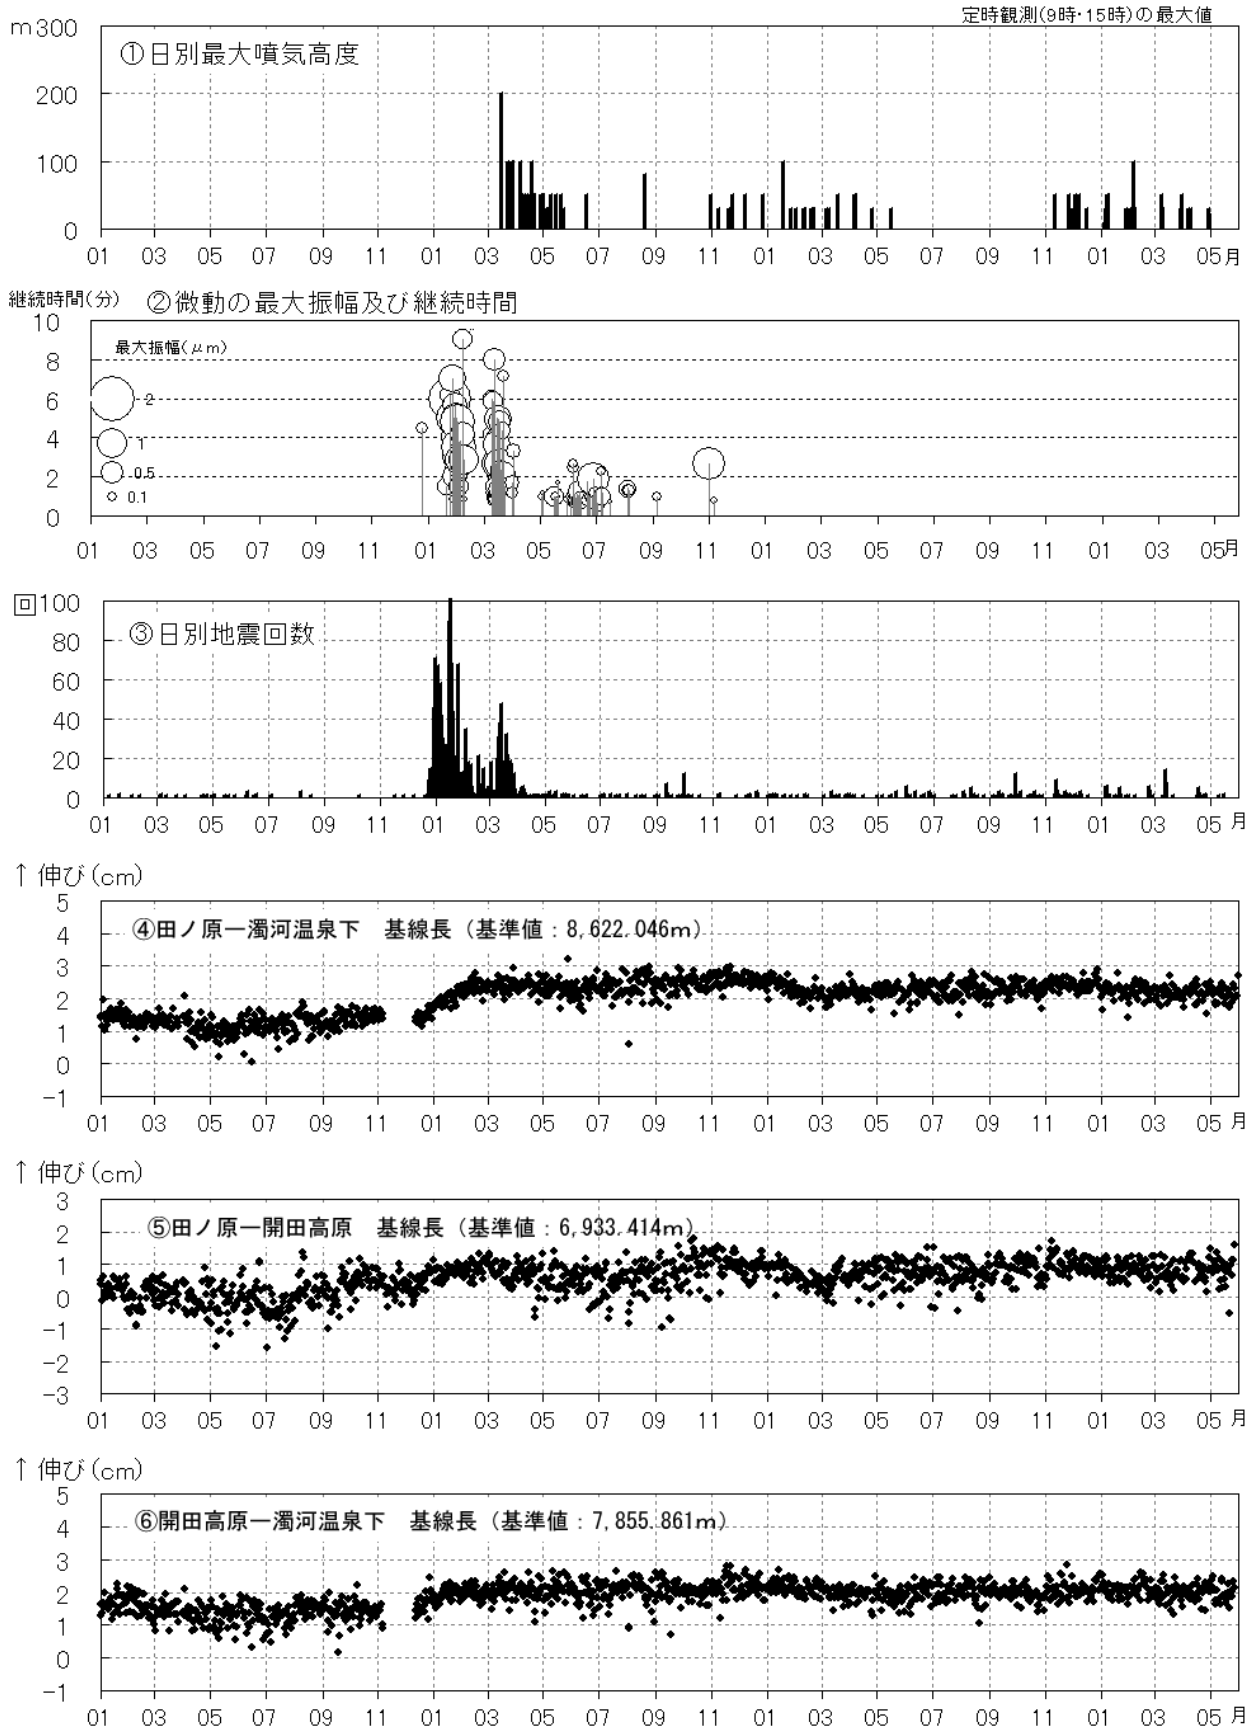 定時観測(9時・15時)の最大値
m300
①日別最大噴気高度
200
100
0
01 03 05 07 09 11 01 03 05 07 09 11 01 03 05 07 09 11 01 03 05月
継続時間(分) ②微動の最大振幅及び継続時間
10
最大振幅(μm)
8
6
2
4
1
2
0.5
0.1
0
01 03 05 07 09 11 01 03 05 07 09 11 01 03 05 07 09 11 01 03 05月
回100
③日別地震回数
80
60
40
20
0
01 03 05 07 09 11 01 03 05 07 09 11 01 03 05 07 09 11 01 03 05 月
↑伸び(cm)
5
④田ノ原―濁河温泉下 基線長 (基準値:8,622.046m)
4
3
2
1
0
-1
01 03 05 07 09 11 01 03 05 07 09 11 01 03 05 07 09 11 01 03 05 月
↑伸び(cm)
3
⑤田ノ原―開田高原 基線長 (基準値:6,933.414m)
2
1
0
-1
-2
-3
01 03 05 07 09 11 01 03 05 07 09 11 01 03 05 07 09 11 01 03 05 月
↑伸び(cm)
5
⑥開田高原―濁河温泉下 基線長 (基準値:7,855.861m)
4
3
2
1
0
-1
01 03 05 07 09 11 01 03 05 07 09 11 01 03 05 07 09 11 01 03 05 月